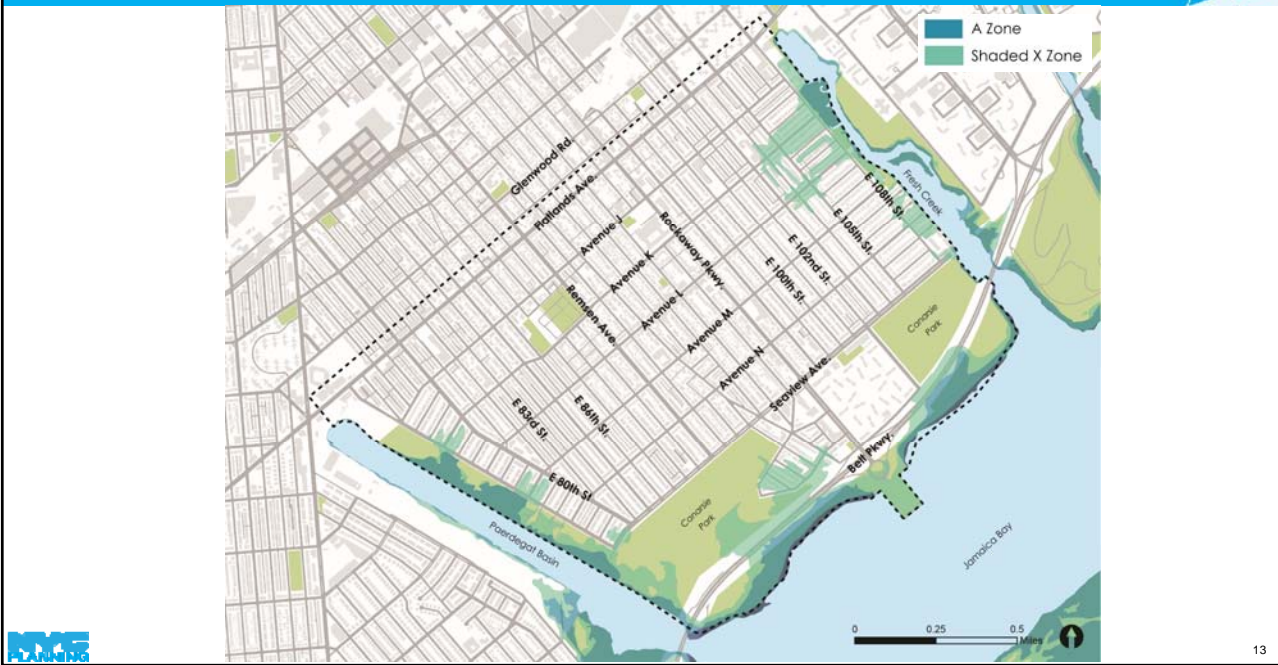 A Zone
Shaded X Zone
Glenwood Rd.
Flatlands Ave.
Avenue J
Rockaway Pkwy.
Avenue K
Remsen Ave.
Avenue L
Avenue M
Avenue N
E 108th St.
Fresh Creek
E 105th St.
E 102nd St.
E 100th St.
Canarsie
Park
Seaview Ave.
E 83rd St.
E 86th St.
E 80th St
Belt Pkwy.
Canarsie
Park
Paerdegat Basin
Jamaica Bay
0 0.25 0.5
Miles
NYC
PLANNING
13